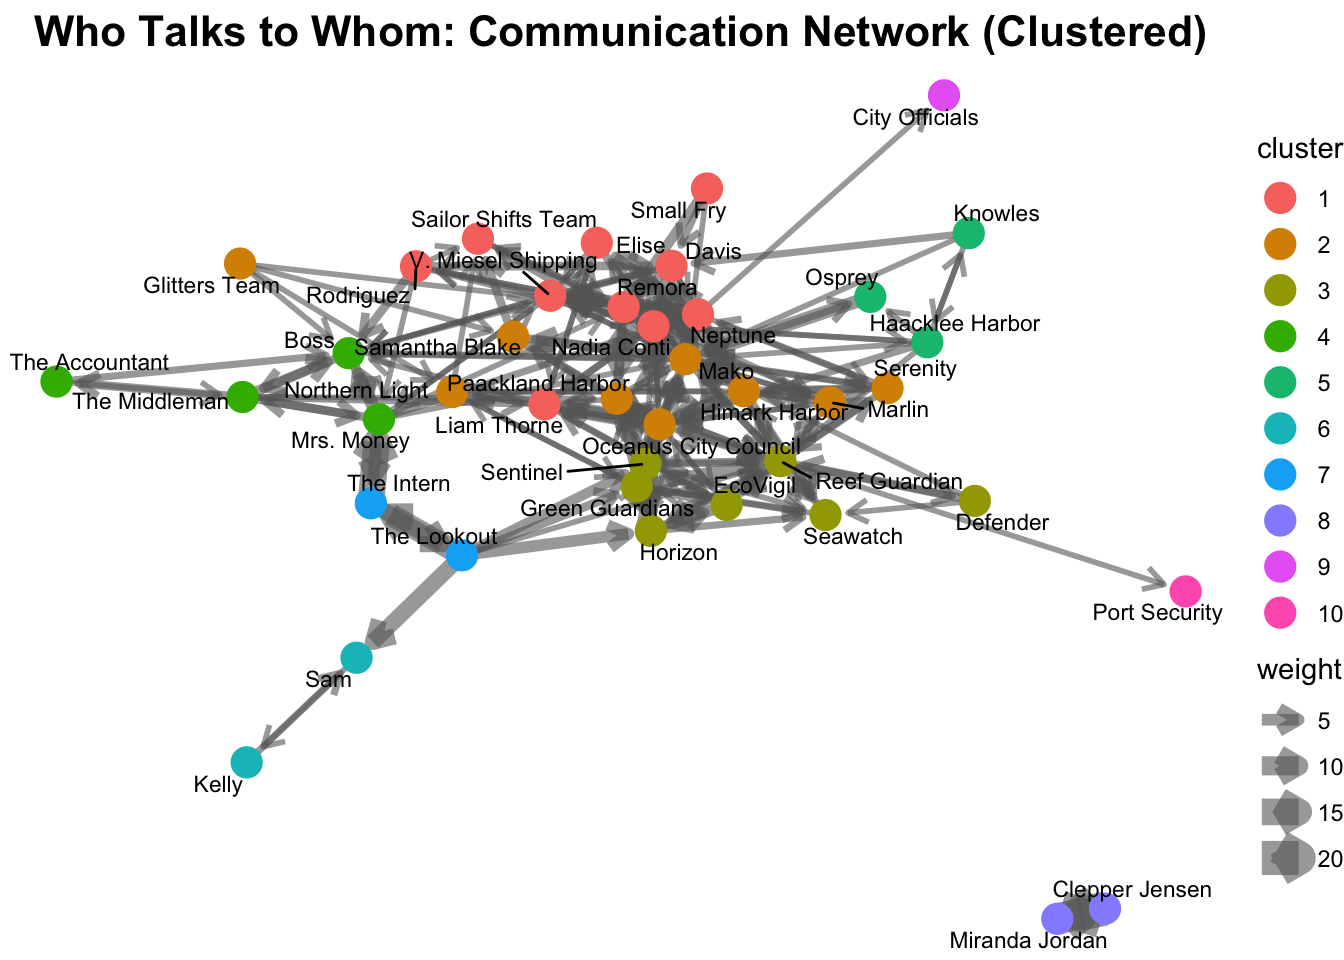 Who Talks to Whom: Communication Network (Clustered)
City Officials
Small Fry
Knowles
Sailor Shifts Team
Elise
Davis
V. Miesel Shipping
Glitters Team
Rodriguez
Remora
Osprey
Haacklee Harbor
Boss
Samantha Blake
Nadia Conti
Neptune
The Accountant
Mako
Serenity
Northern Light
Paackland Harbor
The Middleman
Himark Harbor
Marlin
Mrs. Money
Liam Thorne
Oceanus City Council
Sentinel
The Intern
EcoVigil
Reef Guardian
Green Guardians
Defender
The Lookout
Horizon
Seawatch
Port Security
Sam
Kelly
Clepper Jensen
Miranda Jordan
cluster
1
2
3
4
5
6
7
8
9
10
weight
5
10
15
20